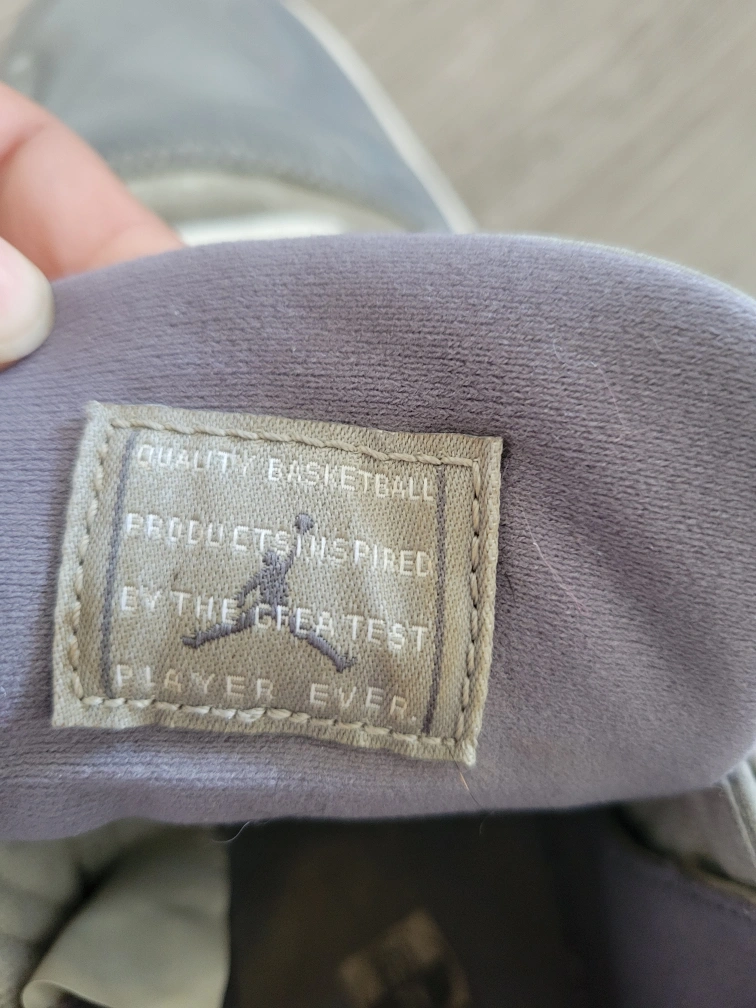 QUALITY BASKETBALL
PRODUCTS INSPIRED
BY THE GREATEST
PLAYER EVER.